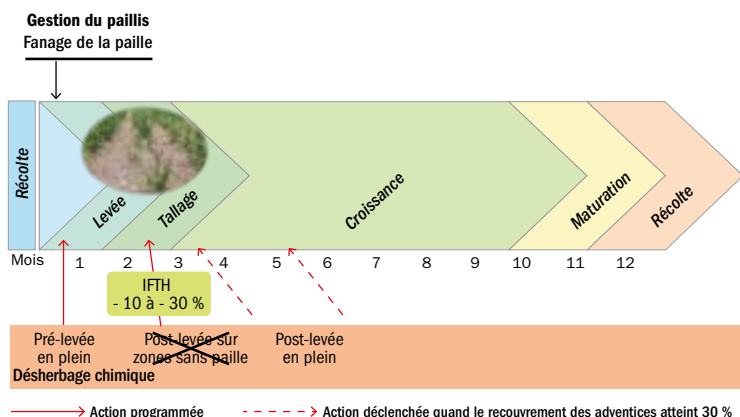 Gestion du paillis
Fanage de la paille
Récolte
Levée
Tallage
Croissance
Maturation
Récolte
Mois 1 2 3 4 5 6 7 8 9 10 11 12
IFTH
- 10 à - 30 %
Pré-levée
en plein
Post-levée sur
zones sans paille
Post-levée
en plein
Désherbage chimique
Action programmée
Action déclenchée quand le recouvrement des adventices atteint 30 %